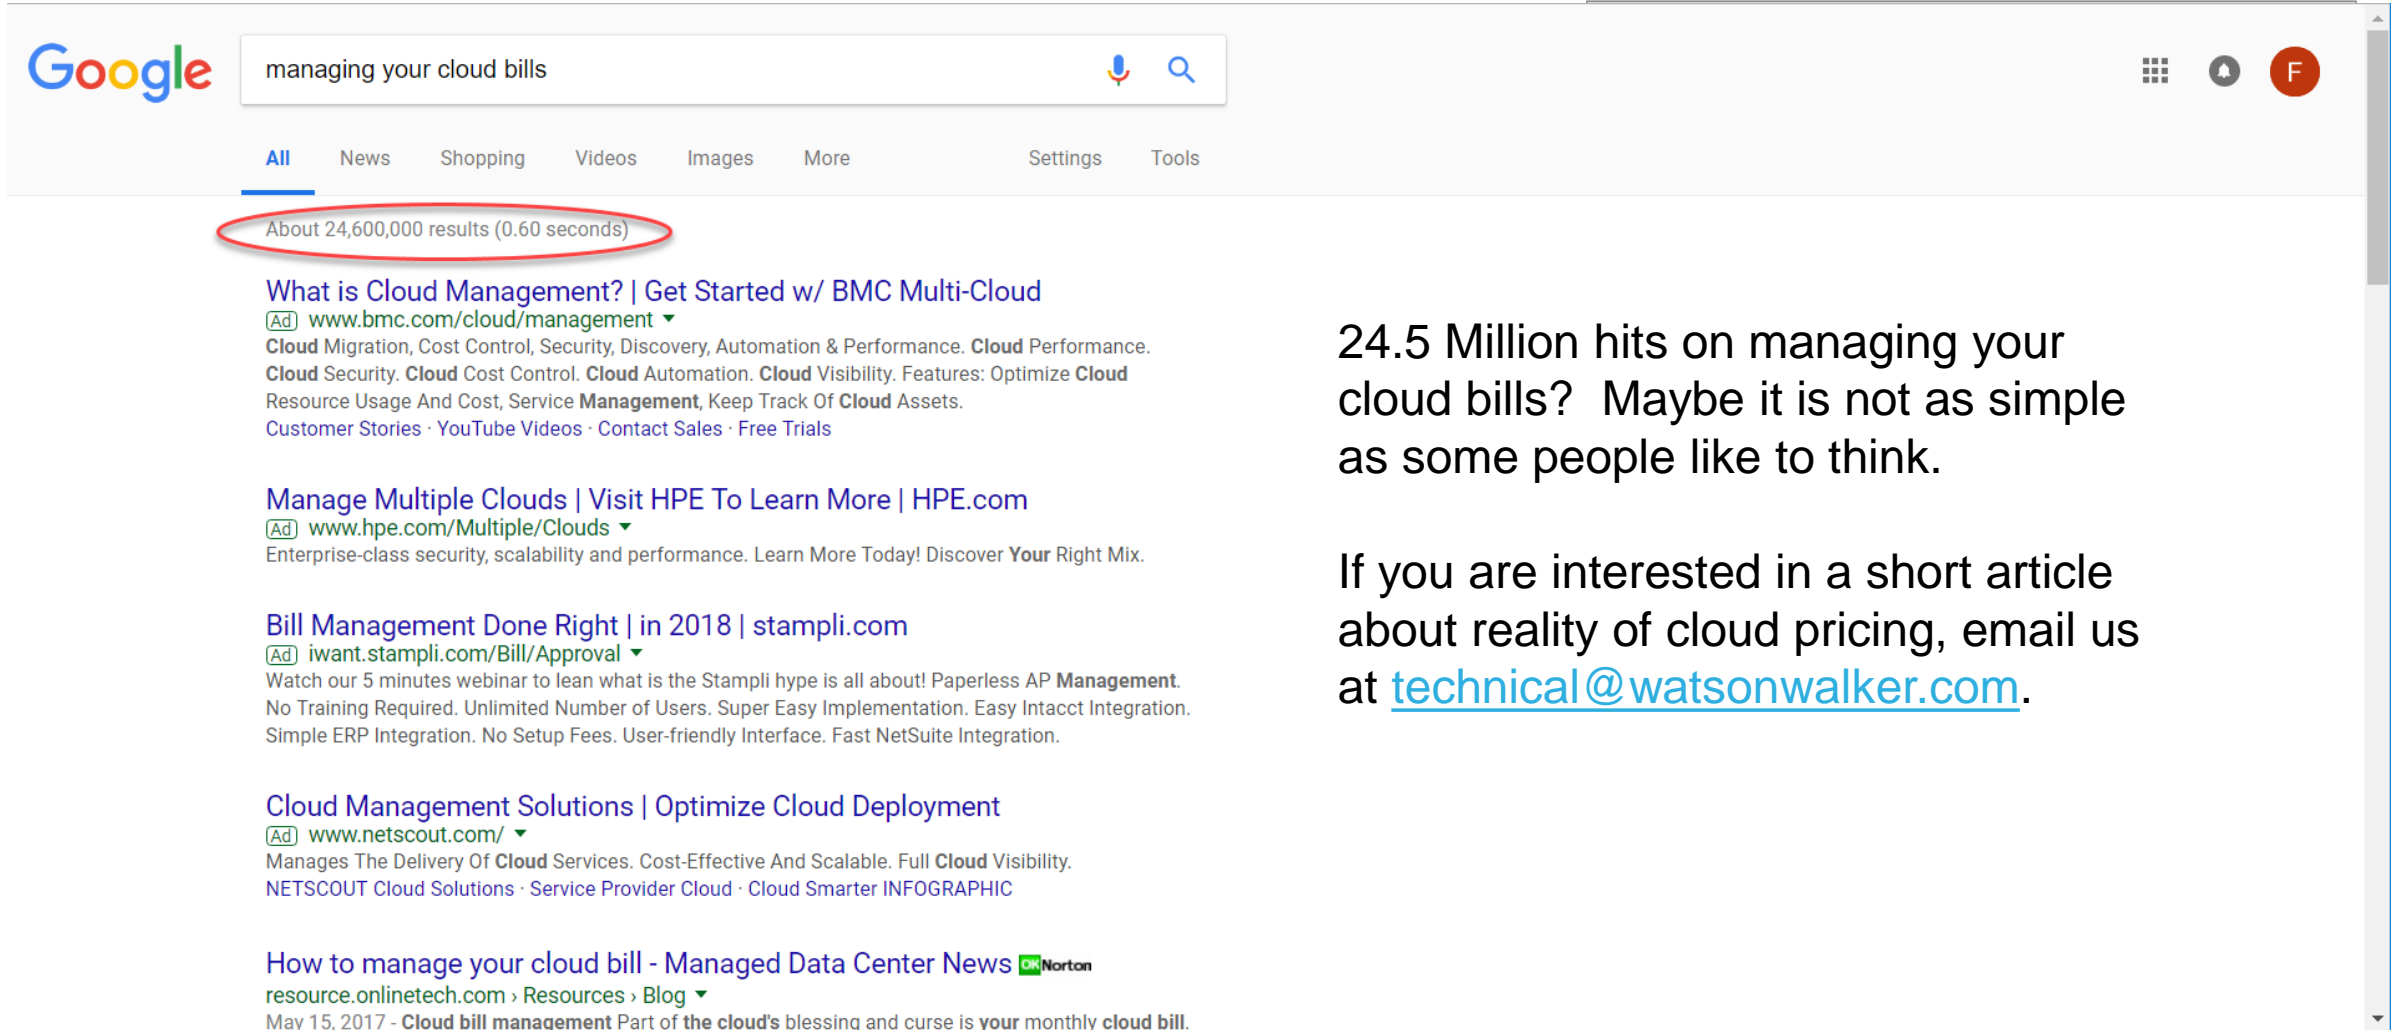 Google
managing your cloud bills
F
All News Shopping Videos Images More Settings Tools
About 24,600,000 results (0.60 seconds)
What is Cloud Management? | Get Started w/ BMC Multi-Cloud
Ad www.bmc.com/cloud/management
Cloud Migration, Cost Control, Security, Discovery, Automation & Performance. Cloud Performance.
Cloud Security. Cloud Cost Control. Cloud Automation. Cloud Visibility. Features: Optimize Cloud
Resource Usage And Cost, Service Management, Keep Track Of Cloud Assets.
Customer Stories · YouTube Videos · Contact Sales · Free Trials
Manage Multiple Clouds | Visit HPE To Learn More | HPE.com
Ad www.hpe.com/Multiple/Clouds
Enterprise-class security, scalability and performance. Learn More Today! Discover Your Right Mix.
Bill Management Done Right | in 2018 | stampli.com
Ad iwant.stampli.com/Bill/Approval
Watch our 5 minutes webinar to lean what is the Stampli hype is all about! Paperless AP Management.
No Training Required. Unlimited Number of Users. Super Easy Implementation. Easy Intacct Integration.
Simple ERP Integration. No Setup Fees. User-friendly Interface. Fast NetSuite Integration.
Cloud Management Solutions | Optimize Cloud Deployment
Ad www.netscout.com/
Manages The Delivery Of Cloud Services. Cost-Effective And Scalable. Full Cloud Visibility.
NETSCOUT Cloud Solutions · Service Provider Cloud · Cloud Smarter INFOGRAPHIC
How to manage your cloud bill - Managed Data Center News OK Norton
resource.onlinetech.com › Resources › Blog
May 15, 2017 - Cloud bill management Part of the cloud's blessing and curse is your monthly cloud bill.
24.5 Million hits on managing your
cloud bills?  Maybe it is not as simple
as some people like to think.
If you are interested in a short article
about reality of cloud pricing, email us
at technical@watsonwalker.com.